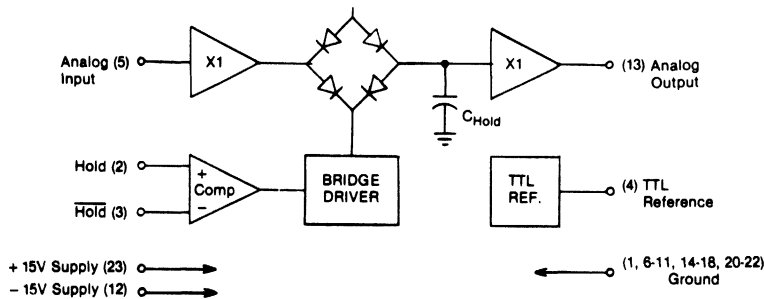 Analog (5)
Input
X1
X1
(13) Analog
Output
CHold
Hold (2)
Hold (3)
+
Comp
−
BRIDGE
DRIVER
TTL
REF.
(4) TTL
Reference
+ 15V Supply (23)
− 15V Supply (12)
(1, 6-11, 14-18, 20-22)
Ground